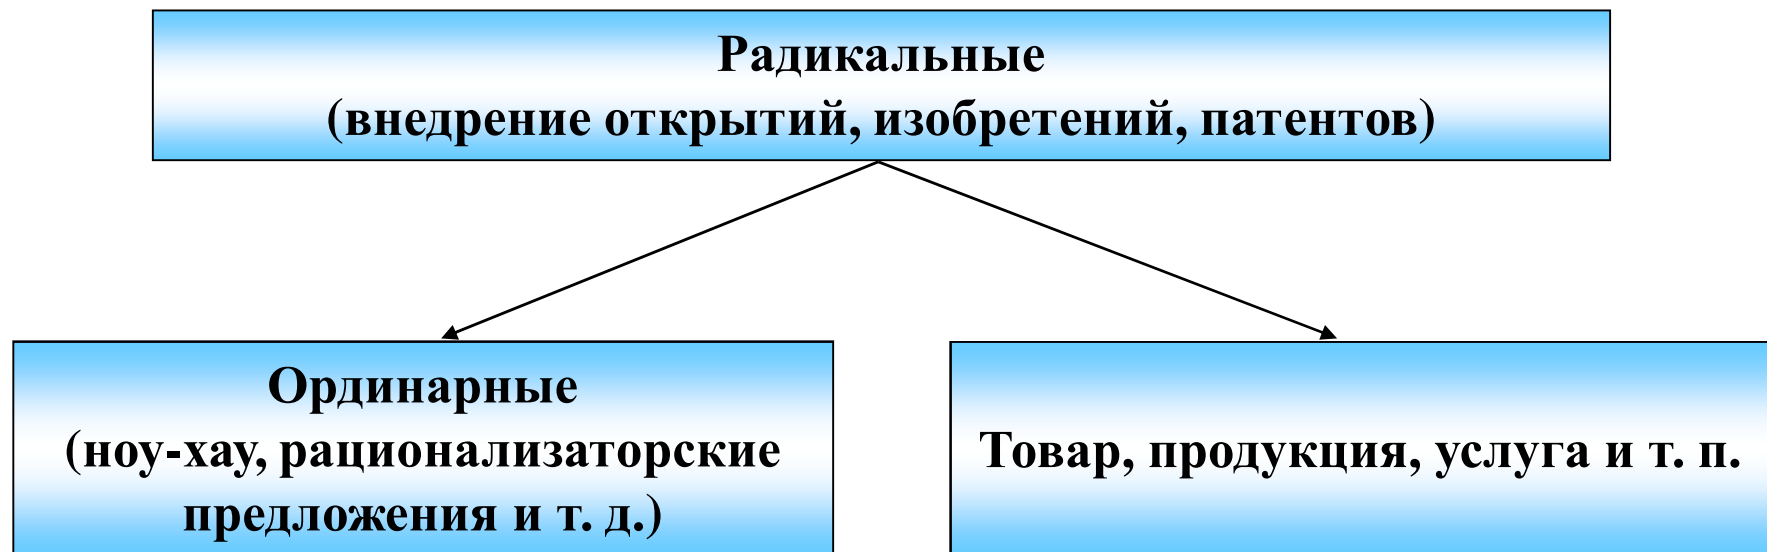 Радикальные
(внедрение открытий, изобретений, патентов)
Ординарные
(ноу-хау, рационализаторские
предложения и т. д.)
Товар, продукция, услуга и т. п.